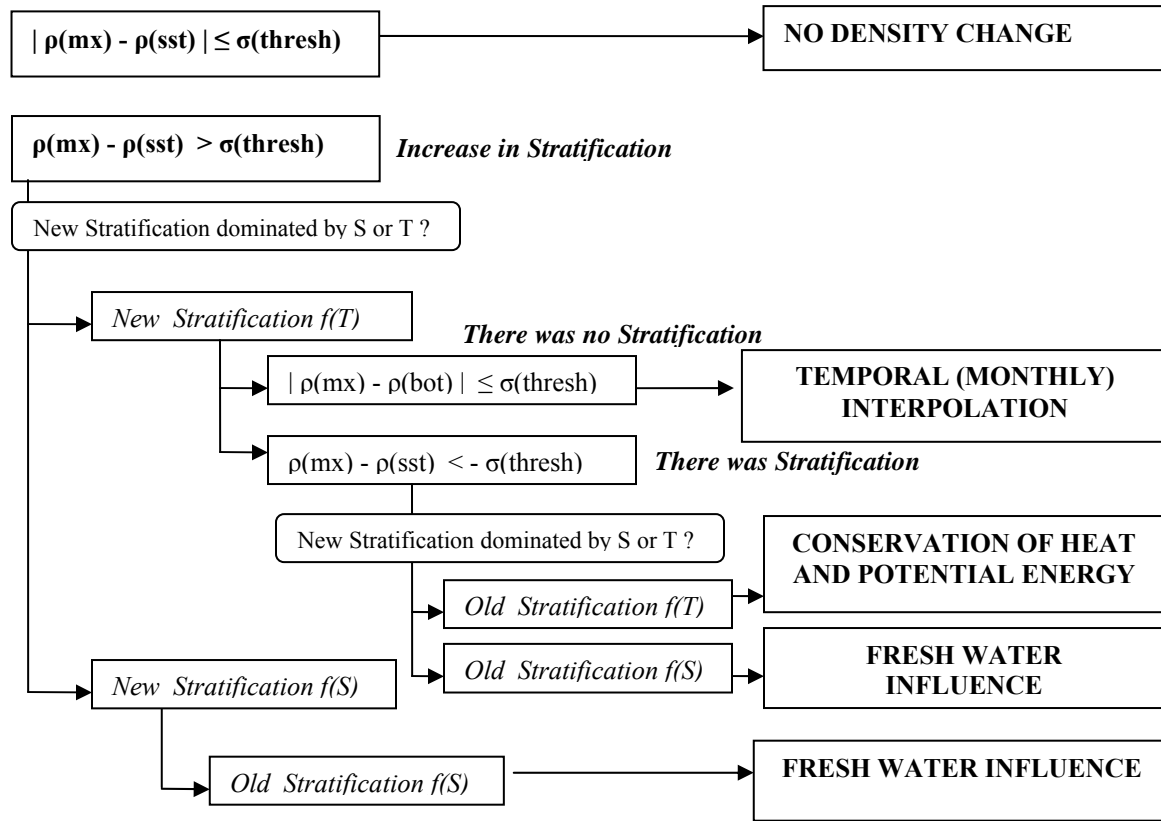 | ρ(mx) - ρ(sst) | ≤ σ(thresh)
NO DENSITY CHANGE
ρ(mx) - ρ(sst) > σ(thresh)
Increase in Stratification
New Stratification dominated by S or T ?
New Stratification f(T)
There was no Stratification
| ρ(mx) - ρ(bot) | ≤ σ(thresh)
TEMPORAL (MONTHLY)
INTERPOLATION
ρ(mx) - ρ(sst) < - σ(thresh)
There was Stratification
New Stratification dominated by S or T ?
CONSERVATION OF HEAT
AND POTENTIAL ENERGY
Old Stratification f(T)
Old Stratification f(S)
FRESH WATER
INFLUENCE
New Stratification f(S)
Old Stratification f(S)
FRESH WATER INFLUENCE